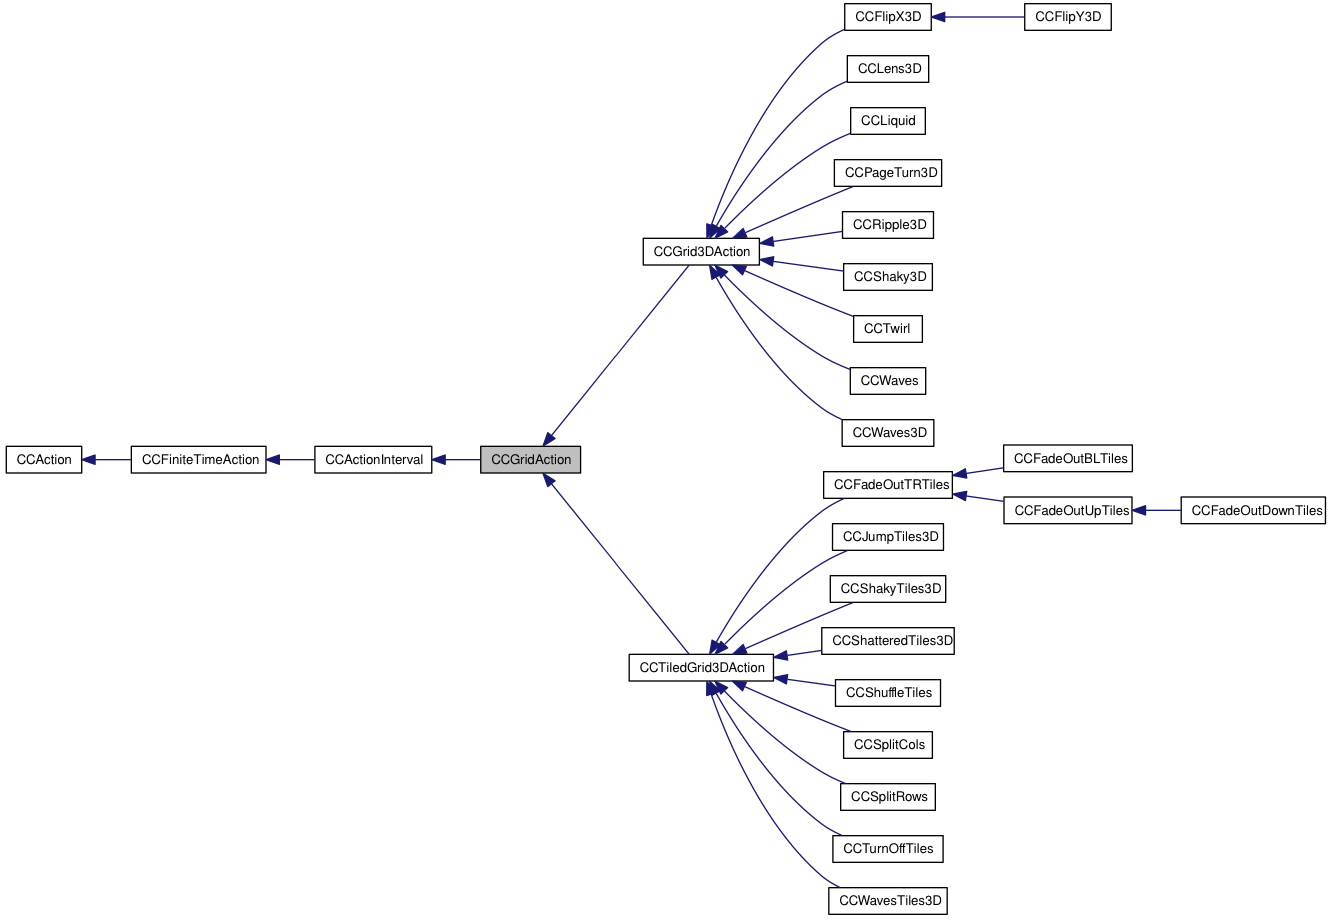 CCFlipX3D
CCFlipY3D
CCLens3D
CCLiquid
CCPageTurn3D
CCRipple3D
CCGrid3DAction
CCShaky3D
CCTwirl
CCWaves
CCWaves3D
CCAction
CCFiniteTimeAction
CCActionInterval
CCGridAction
CCFadeOutBLTiles
CCFadeOutTRTiles
CCFadeOutUpTiles
CCFadeOutDownTiles
CCJumpTiles3D
CCShakyTiles3D
CCShatteredTiles3D
CCTiledGrid3DAction
CCShuffleTiles
CCSplitCols
CCSplitRows
CCTurnOffTiles
CCWavesTiles3D